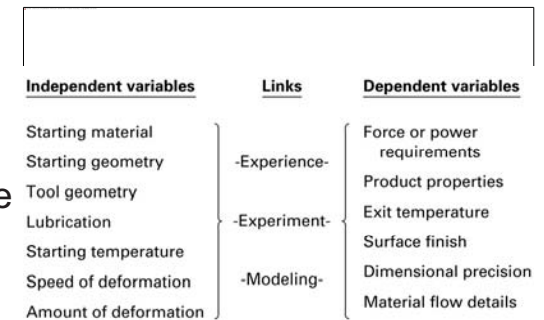 Independent variables Links Dependent variables
Starting material
Starting geometry
Tool geometry
Lubrication
Starting temperature
Speed of deformation
Amount of deformation
-Experience-
-Experiment-
-Modeling-
Force or power
requirements
Product properties
Exit temperature
Surface finish
Dimensional precision
Material flow details
e